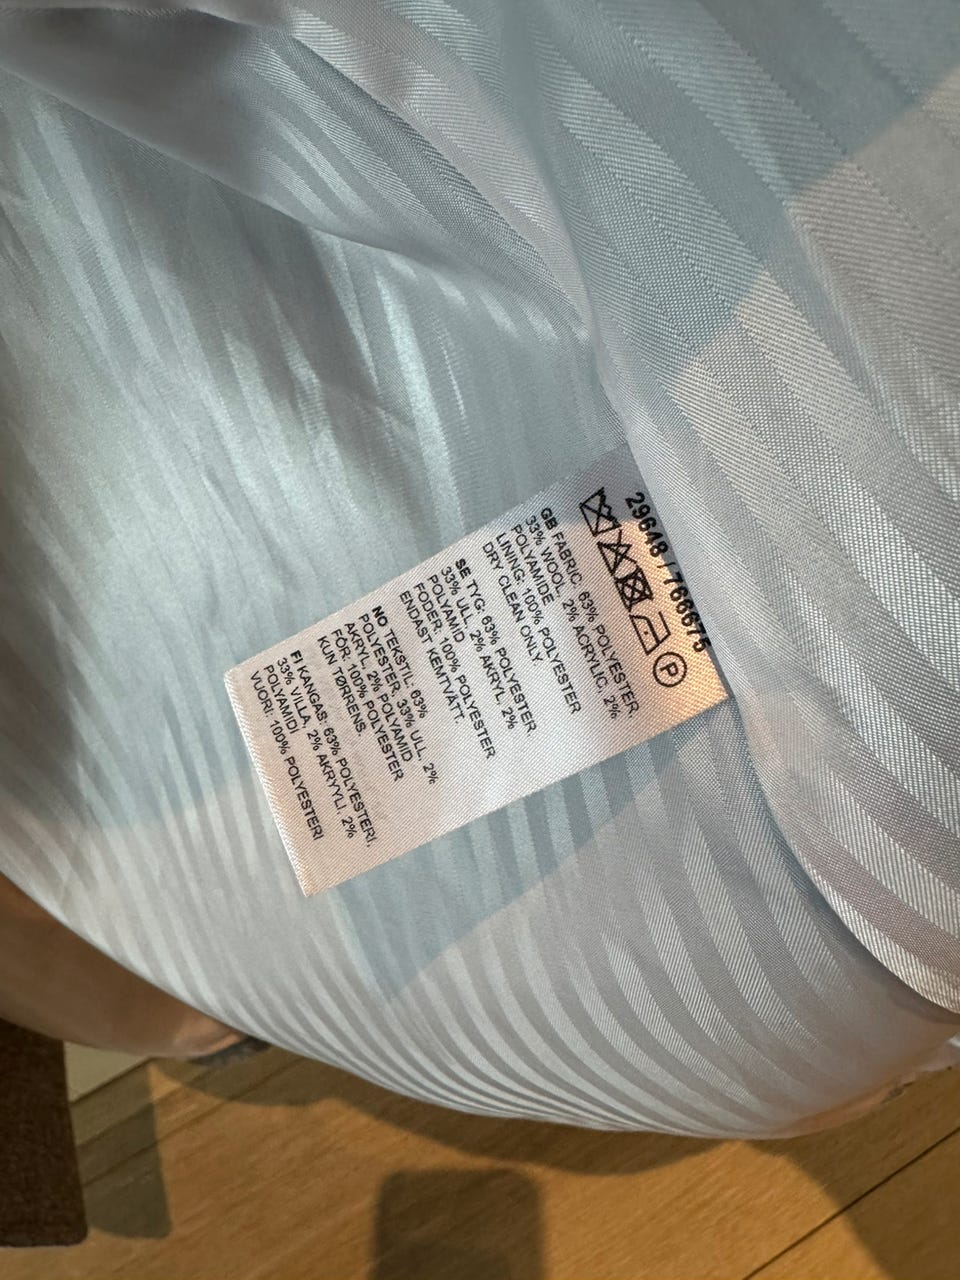 29648 / 766675
P
GB FABRIC: 63% POLYESTER,
33% WOOL, 2% ACRYLIC, 2%
POLYAMIDE
LINING: 100% POLYESTER
DRY CLEAN ONLY
SE TYG: 63% POLYESTER,
33% ULL, 2% AKRYL, 2%
POLYAMID
FODER: 100% POLYESTER
ENDAST KEMTVÄTT.
NO TEKSTIL: 63%
POLYESTER, 33% ULL, 2%
AKRYL, 2% POLYAMID
FÔR: 100% POLYESTER
KUN TØRRENS.
FI KANGAS: 63% POLYESTERI,
33% VILLA, 2% AKRYYLI, 2%
POLYAMIDI
VUORI: 100% POLYESTERI